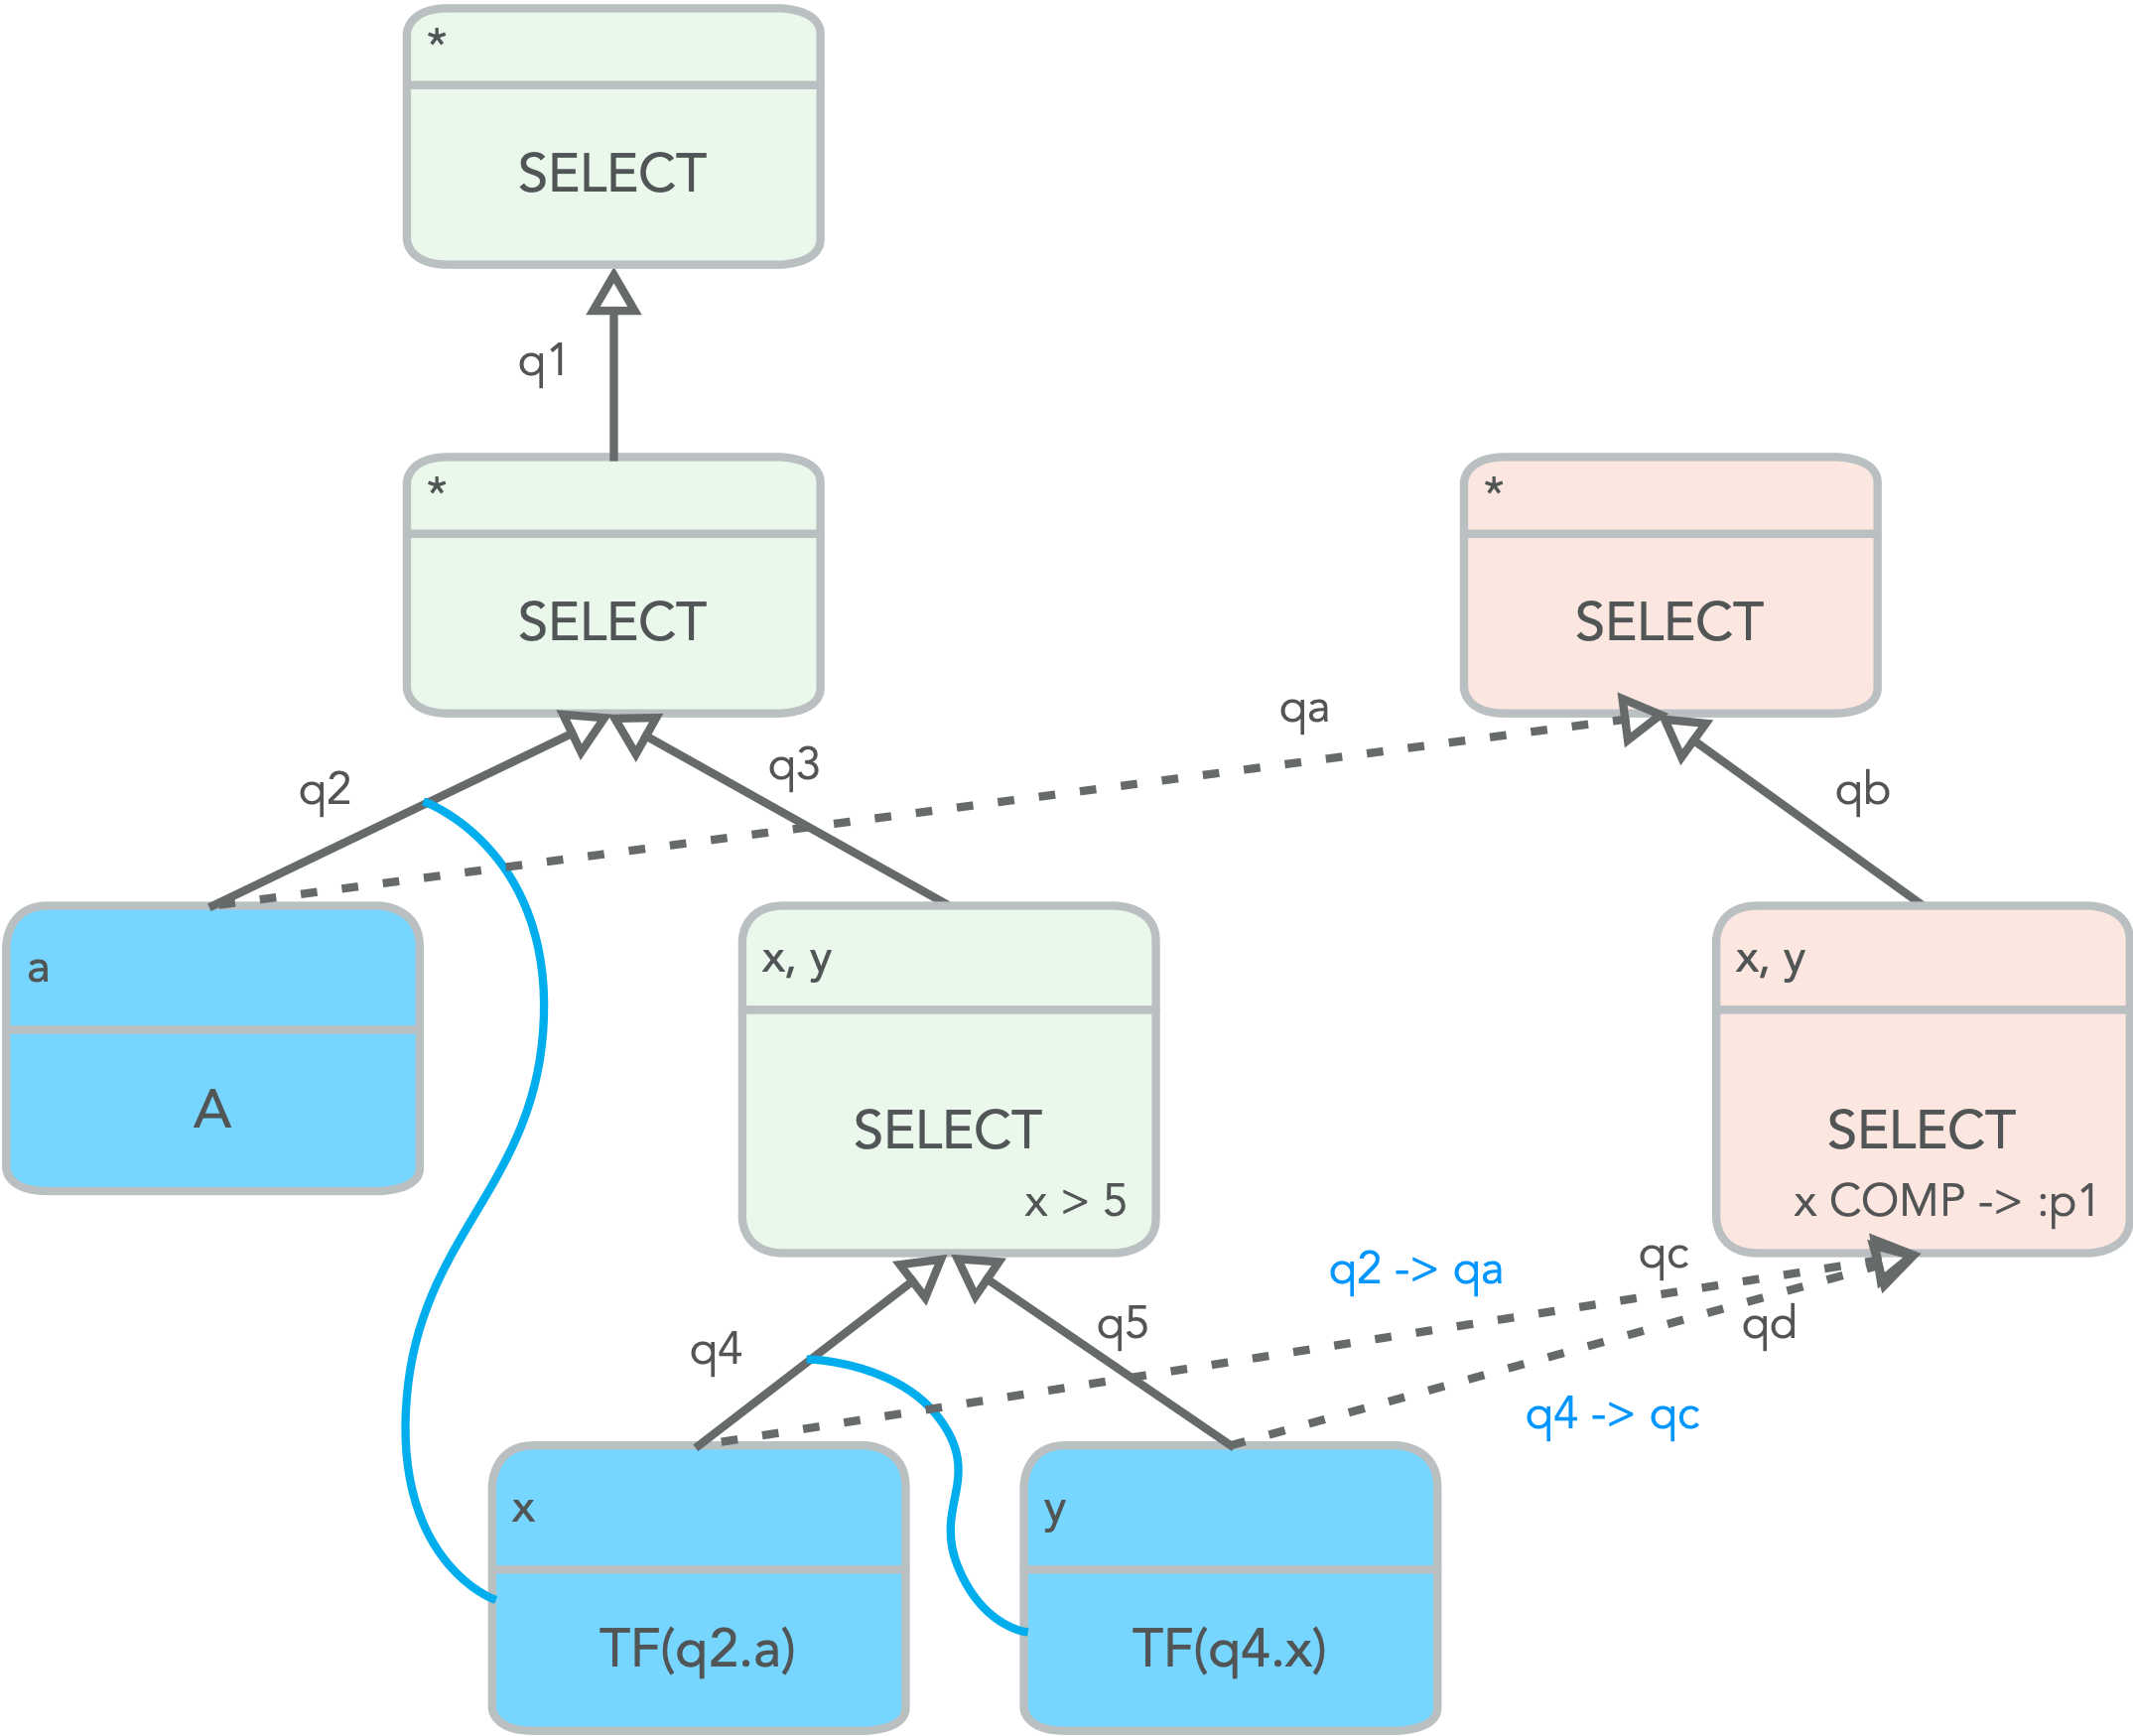 *
SELECT
q1
*
SELECT
*
SELECT
q2
q3
qa
qb
a
A
x, y
SELECT
x > 5
x, y
SELECT
x COMP -> :p1
q4
q5
q2 -> qa
qc
qd
q4 -> qc
x
TF(q2.a)
y
TF(q4.x)